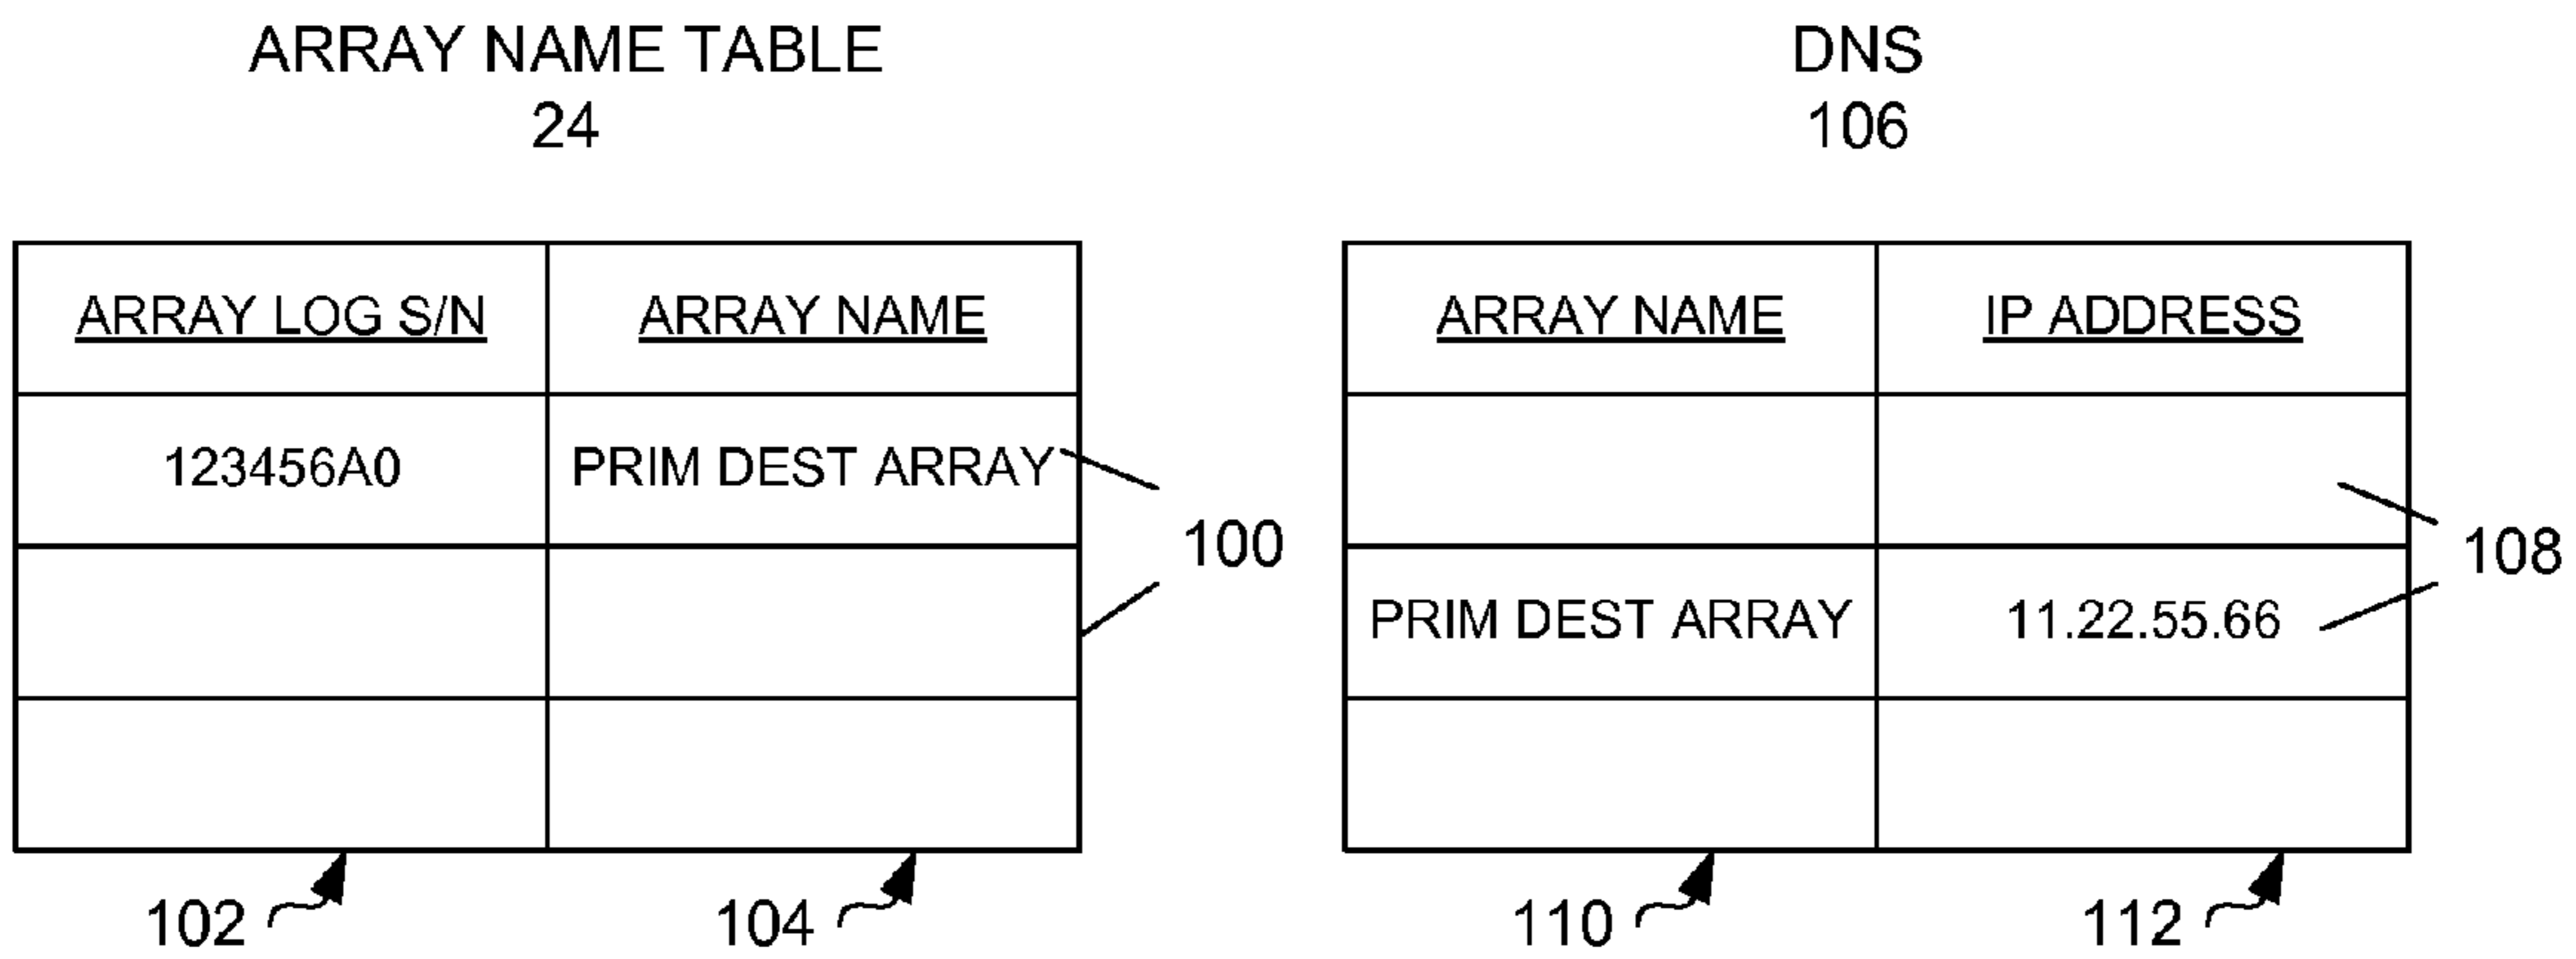 ARRAY NAME TABLE
24
ARRAY LOG S/N ARRAY NAME
123456A0 PRIM DEST ARRAY
100
102 104
DNS
106
ARRAY NAME IP ADDRESS
108
PRIM DEST ARRAY 11.22.55.66
110 112